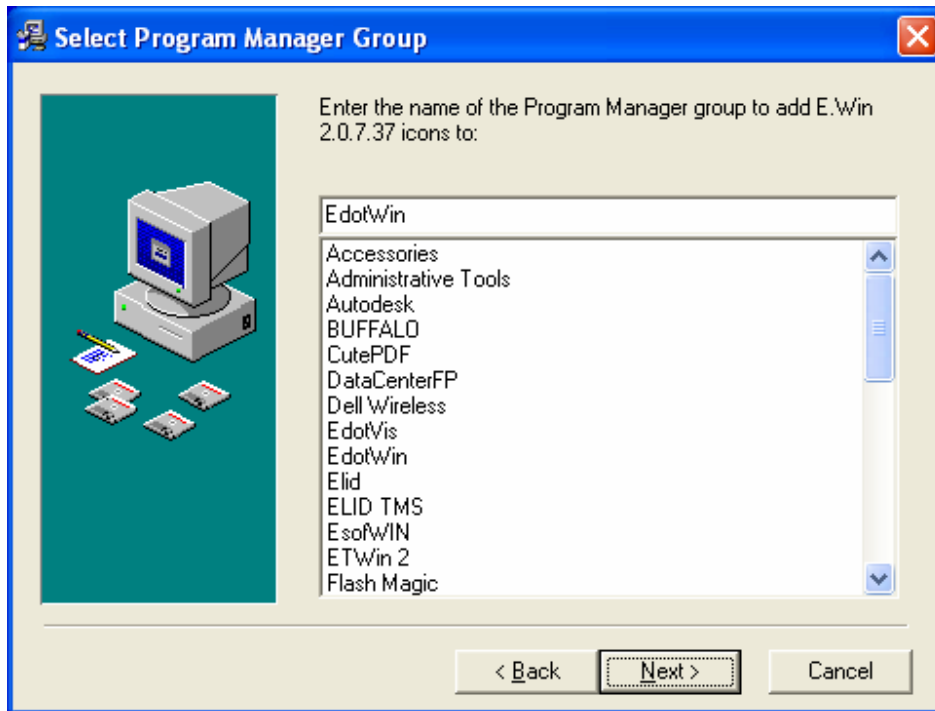 Select Program Manager Group
Enter the name of the Program Manager group to add E.Win
2.0.7.37 icons to:
EdotWin
Accessories
Administrative Tools
Autodesk
BUFFALO
CutePDF
DataCenterFP
Dell Wireless
EdotVis
EdotWin
Elid
ELID TMS
EsofWIN
ETWin 2
Flash Magic
< Back
Next >
Cancel